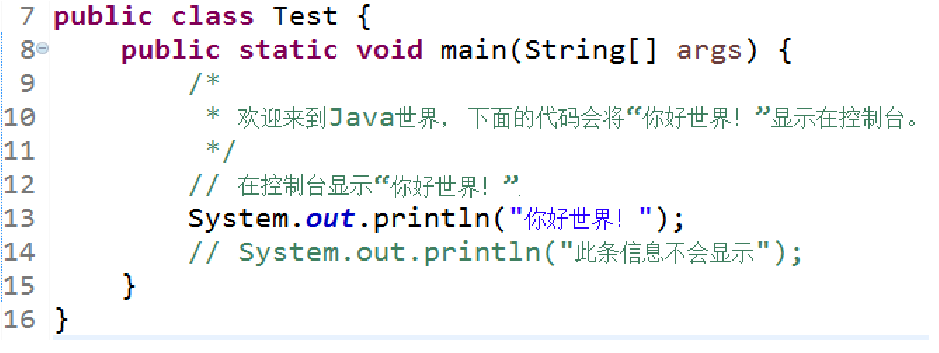 7 public class Test {
8 public static void main(String[] args) {
9 /*
10 * 欢迎来到Java世界，下面的代码会将“你好世界！”显示在控制台。
11 */
12 // 在控制台显示“你好世界！”
13 System.out.println("你好世界！");
14 // System.out.println("此条信息不会显示");
15 }
16 }